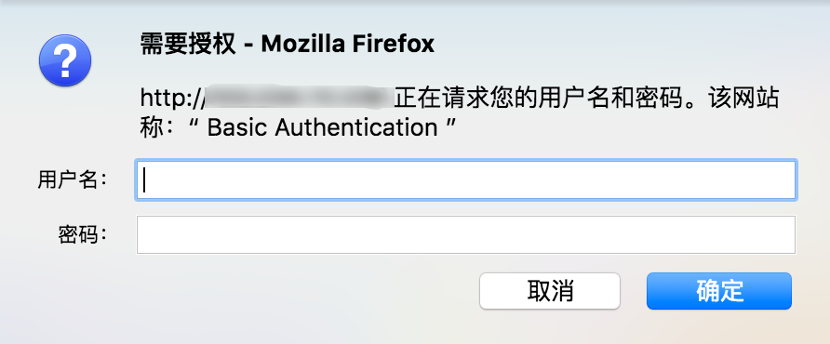 需要授权 - Mozilla Firefox
http:// 正在请求您的用户名和密码。该网站
称：“ Basic Authentication ”
用户名：
密码：
取消
确定